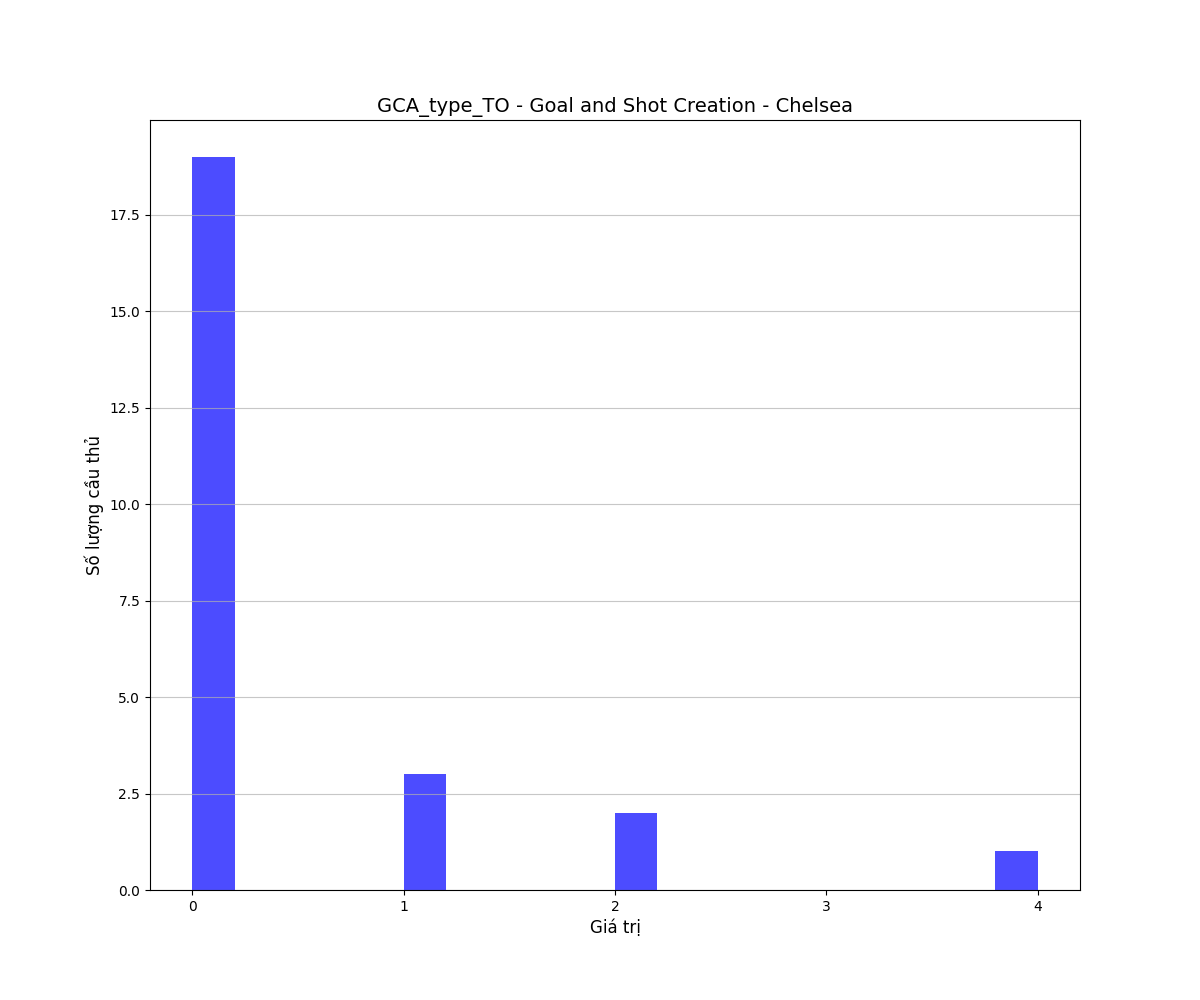 GCA_type_TO - Goal and Shot Creation - Chelsea
Số lượng cầu thủ
17.5
15.0
12.5
10.0
7.5
5.0
2.5
0.0
0 1 2 3 4
Giá trị